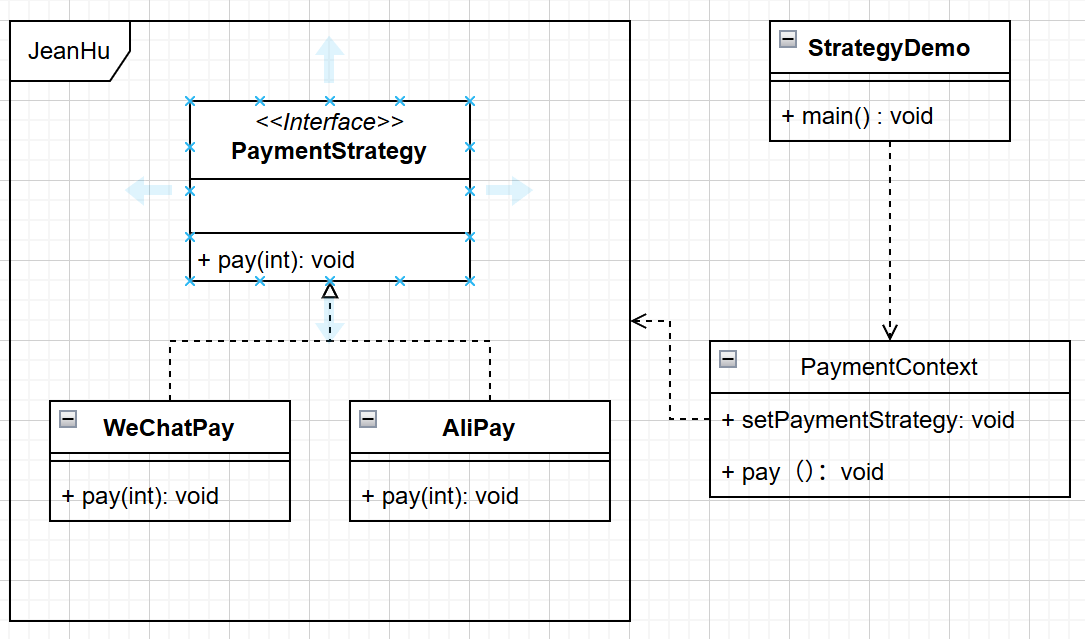 JeanHu
<<Interface>>
PaymentStrategy
+ pay(int): void
WeChatPay
+ pay(int): void
AliPay
+ pay(int): void
StrategyDemo
+ main() : void
PaymentContext
+ setPaymentStrategy: void
+ pay（）：void